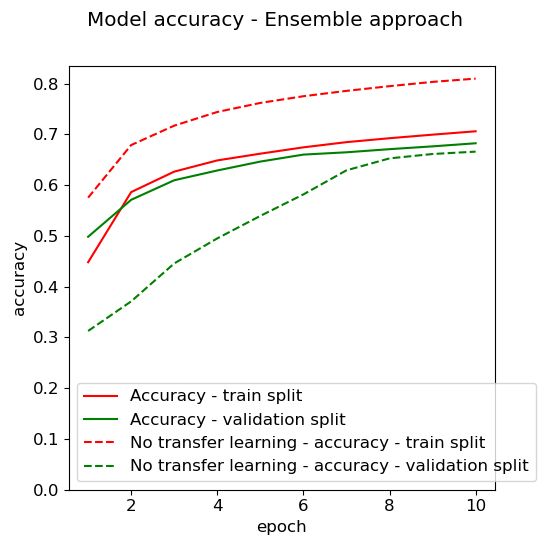 Model accuracy - Ensemble approach
accuracy
0.8
0.7
0.6
0.5
0.4
0.3
0.2
0.1
0.0
Accuracy - train split
Accuracy - validation split
No transfer learning - accuracy - train split
No transfer learning - accuracy - validation split
2 4 6 8 10
epoch